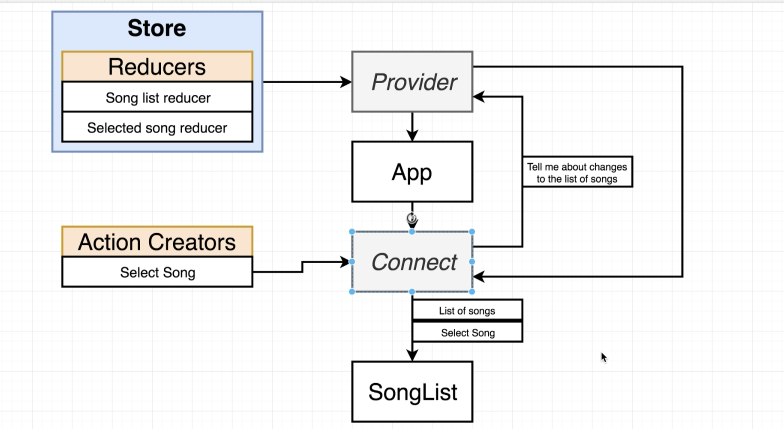 Store
Reducers
Song list reducer
Selected song reducer
Provider
App
Tell me about changes
to the list of songs
Action Creators
Select Song
Connect
List of songs
Select Song
SongList